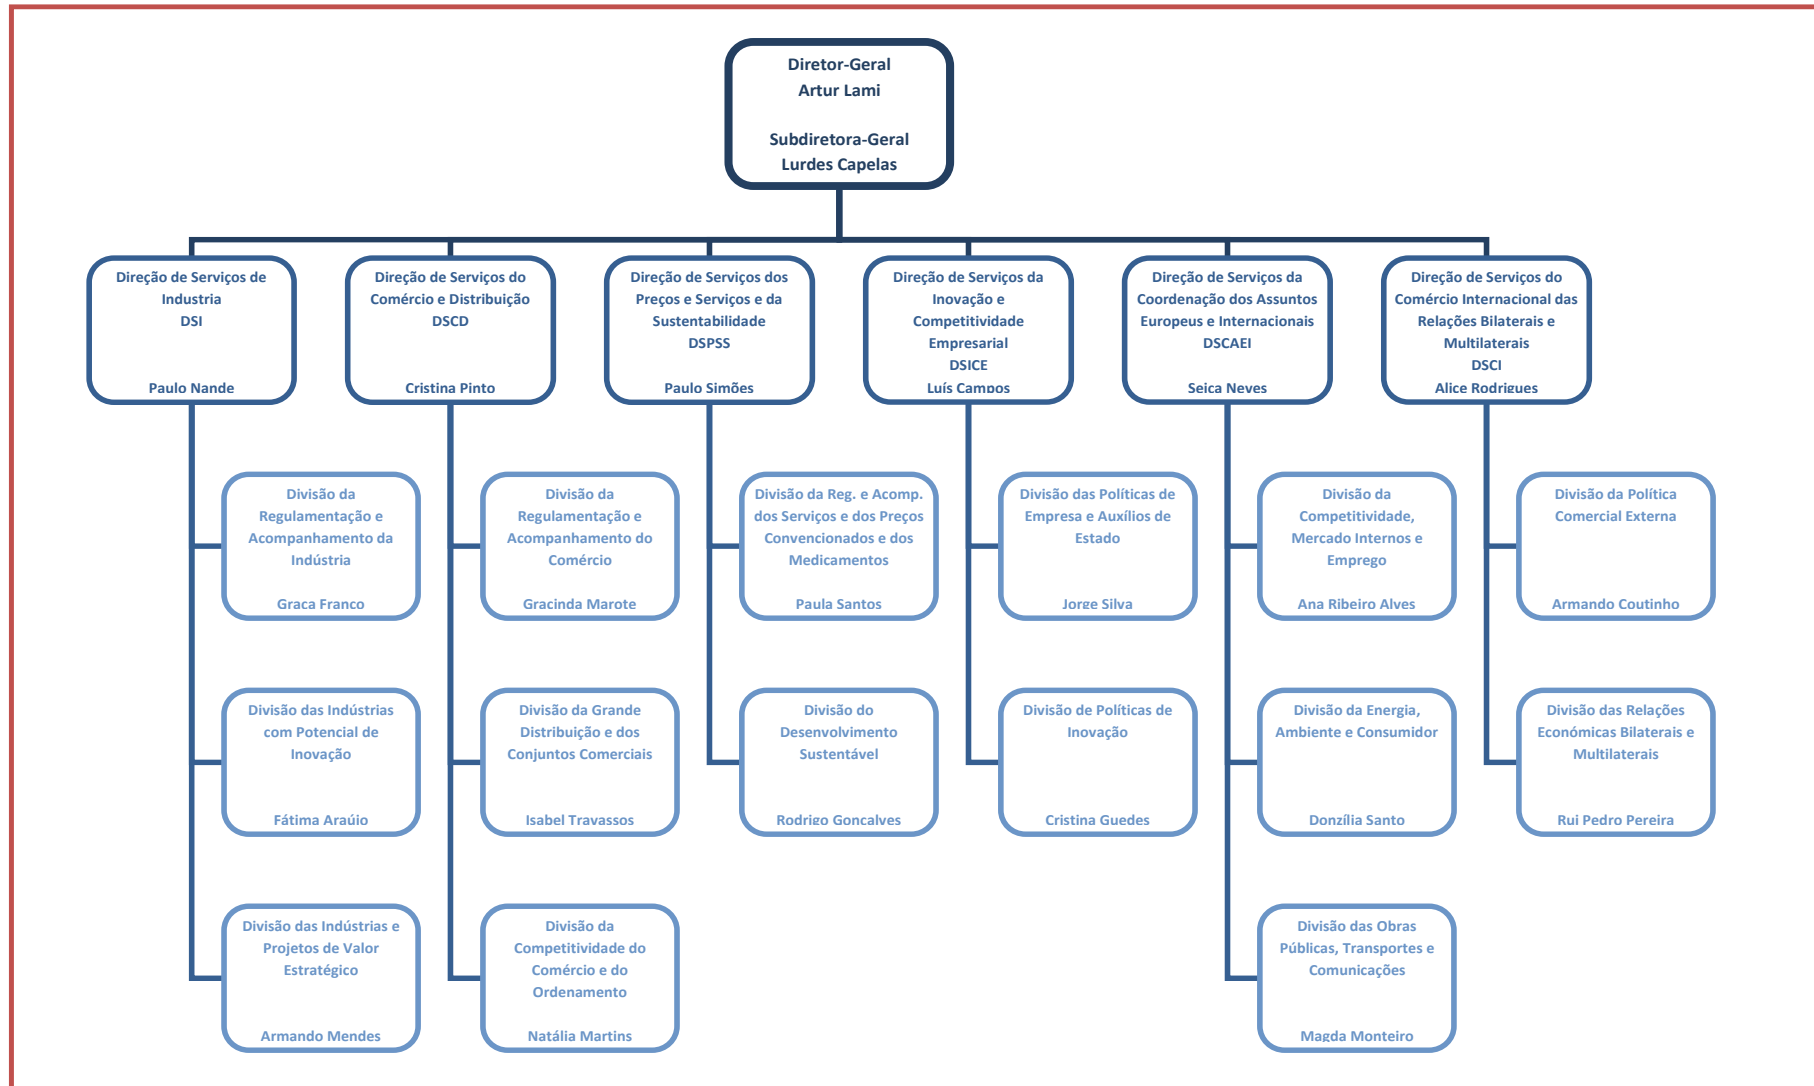 Diretor-Geral
Artur Lami
Subdiretora-Geral
Lurdes Capelas
Direção de Serviços de
Industria
DSI
Paulo Nande
Direção de Serviços do
Comércio e Distribuição
DSCD
Cristina Pinto
Direção de Serviços dos
Preços e Serviços e da
Sustentabilidade
DSPSS
Paulo Simões
Direção de Serviços da
Inovação e
Competitividade
Empresarial
DSICE
Luís Campos
Direção de Serviços da
Coordenação dos Assuntos
Europeus e Internacionais
DSCAEI
Seica Neves
Direção de Serviços do
Comércio Internacional das
Relações Bilaterais e
Multilaterais
DSCI
Alice Rodrigues
Divisão da
Regulamentação e
Acompanhamento da
Indústria
Graca Franco
Divisão da
Regulamentação e
Acompanhamento do
Comércio
Gracinda Marote
Divisão da Reg. e Acomp.
dos Serviços e dos Preços
Convencionados e dos
Medicamentos
Paula Santos
Divisão das Políticas de
Empresa e Auxílios de
Estado
Jorge Silva
Divisão da
Competitividade,
Mercado Internos e
Emprego
Ana Ribeiro Alves
Divisão da Política
Comercial Externa
Armando Coutinho
Divisão das Indústrias
com Potencial de
Inovação
Fátima Araújo
Divisão da Grande
Distribuição e dos
Conjuntos Comerciais
Isabel Travassos
Divisão do
Desenvolvimento
Sustentável
Rodrigo Goncalves
Divisão de Políticas de
Inovação
Cristina Guedes
Divisão da Energia,
Ambiente e Consumidor
Donzília Santo
Divisão das Relações
Económicas Bilaterais e
Multilaterais
Rui Pedro Pereira
Divisão das Indústrias e
Projetos de Valor
Estratégico
Armando Mendes
Divisão da
Competitividade do
Comércio e do
Ordenamento
Natália Martins
Divisão das Obras
Públicas, Transportes e
Comunicações
Magda Monteiro